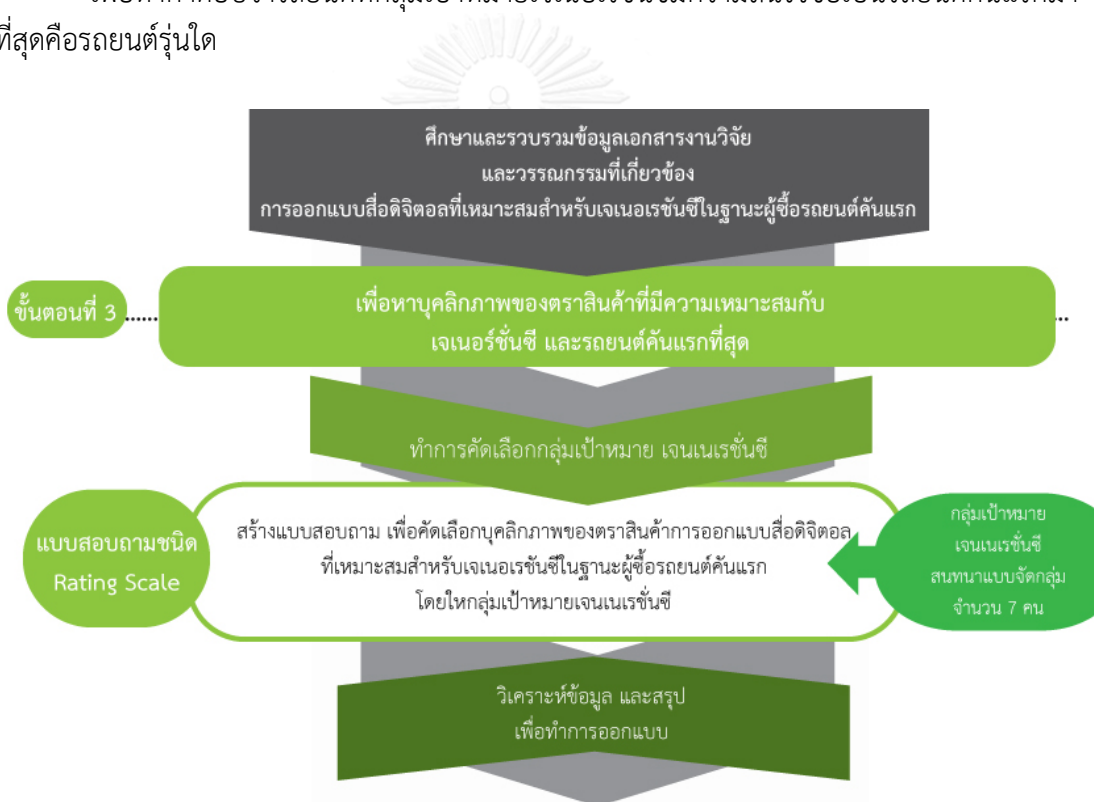 ที่สุดคือรถยนต์รุ่นใด
ศึกษาและรวบรวมข้อมูลเอกสารงานวิจัย
และวรรณกรรมที่เกี่ยวข้อง
การออกแบบสื่อดิจิตอลที่เหมาะสมสำหรับเจเนอเรชันซีในฐานะผู้ซื้อรถยนต์คันแรก
ขั้นตอนที่ 3 ......
เพื่อหาบุคลิกภาพของตราสินค้าที่มีความเหมาะสมกับ
เจเนอร์ชั่นซี และรถยนต์คันแรกที่สุด
...
ทำการคัดเลือกกลุ่มเป้าหมาย เจนเนเรชั่นซี
แบบสอบถามชนิด
Rating Scale
สร้างแบบสอบถาม เพื่อคัดเลือกบุคลิกภาพของตราสินค้าการออกแบบสื่อดิจิตอล
ที่เหมาะสมสำหรับเจเนอเรชันซีในฐานะผู้ซื้อรถยนต์คันแรก
โดยใหกลุ่มเป้าหมายเจนเนเรชั่นซี
กลุ่มเป้าหมาย
เจนเนเรชั่นซี
สนทนาแบบจัดกลุ่ม
จำนวน 7 คน
วิเคราะห์ข้อมูล และสรุป
เพื่อทำการออกแบบ